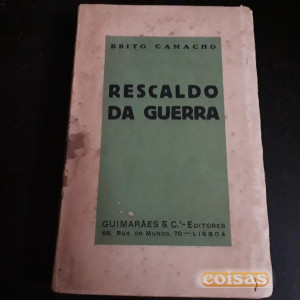 BRITO CAMACHO
RESCALDO
DA GUERRA
GUIMARÃES & C.ª—EDITORES
68, RUA DO MUNDO, 70—LISBOA
coisas